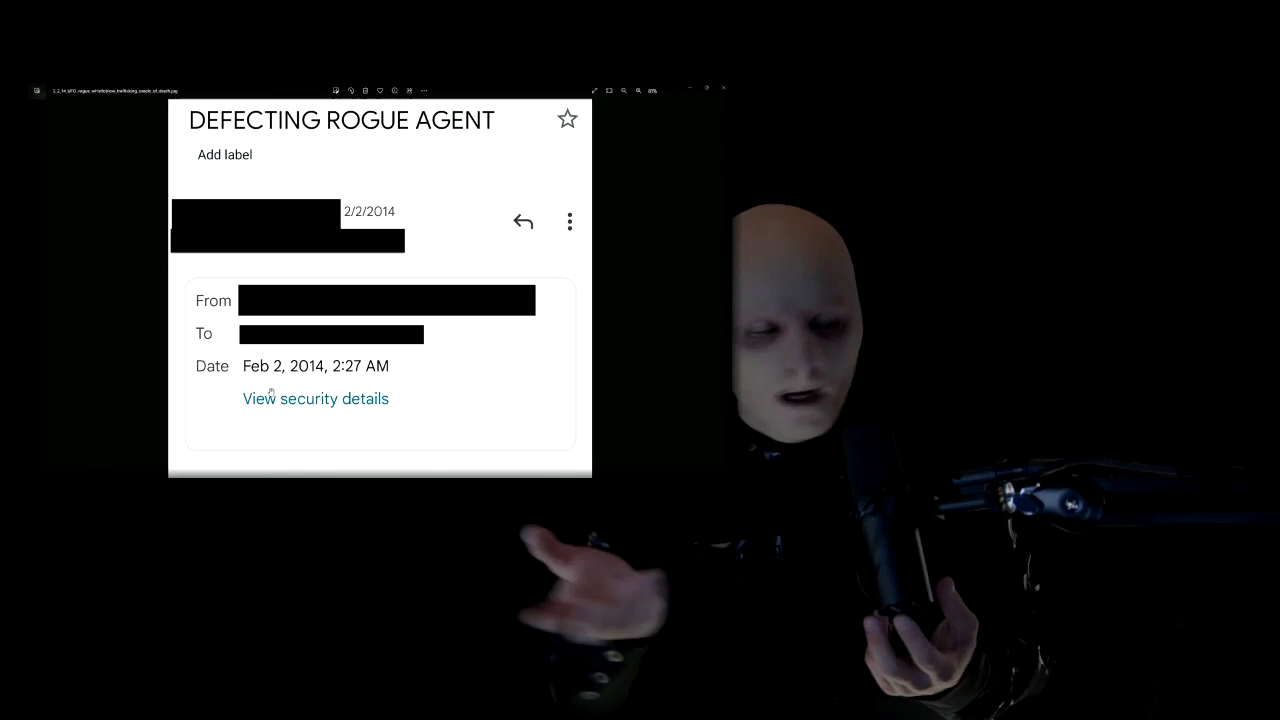 81%
DEFECTING ROGUE AGENT
Add label
2/2/2014
From
To
Date Feb 2, 2014, 2:27 AM
View security details